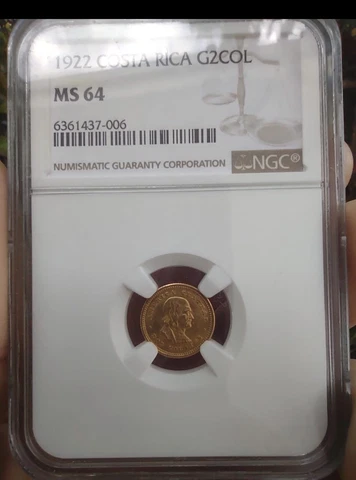 1922 COSTA RICA G2COL
MS 64
6361437-006
NUMISMATIC GUARANTY CORPORATION NGC®